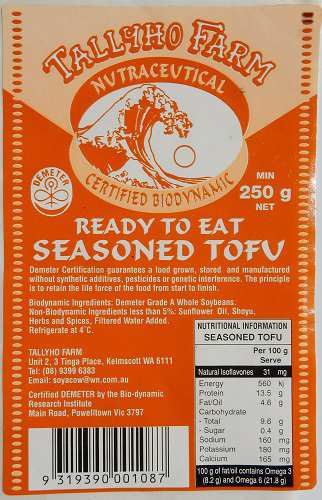 TALLYHO FARM
NUTRACEUTICAL
CERTIFIED BIODYNAMIC
DEMETER
MIN
250 g
NET
READY TO EAT
SEASONED TOFU
Demeter Certification guarantees a food grown, stored and manufactured
without synthetic additives, pesticides or genetic interference. The principle
is to retain the life force of the food from start to finish.
Biodynamic Ingredients: Demeter Grade A Whole Soybeans.
Non-Biodynamic Ingredients less than 5%: Sunflower Oil, Shoyu,
Herbs and Spices, Filtered Water Added.
Refrigerate at 4˚C.
TALLYHO FARM
Unit 2, 3 Tinga Place, Kelmscott WA 6111
Tel: (08) 9399 6383
Email: soyacow@wn.com.au
Certified DEMETER by the Bio-dynamic
Research Institute
Main Road, Powelltown Vic 3797
9 319390 001087
NUTRITIONAL INFORMATION
SEASONED TOFU
Per 100 g
Serve
Natural Isoflavones 31 mg
Energy 560 kj
Protein 13.5 g
Fat/Oil 4.6 g
Carbohydrate
- Total 9.6 g
- Sugar 0.4 g
Sodium 160 mg
Potassium 180 mg
Calcium 165 mg
100 g of fat/oil contains Omega 3
(8.2 g) and Omega 6 (21.8 g)